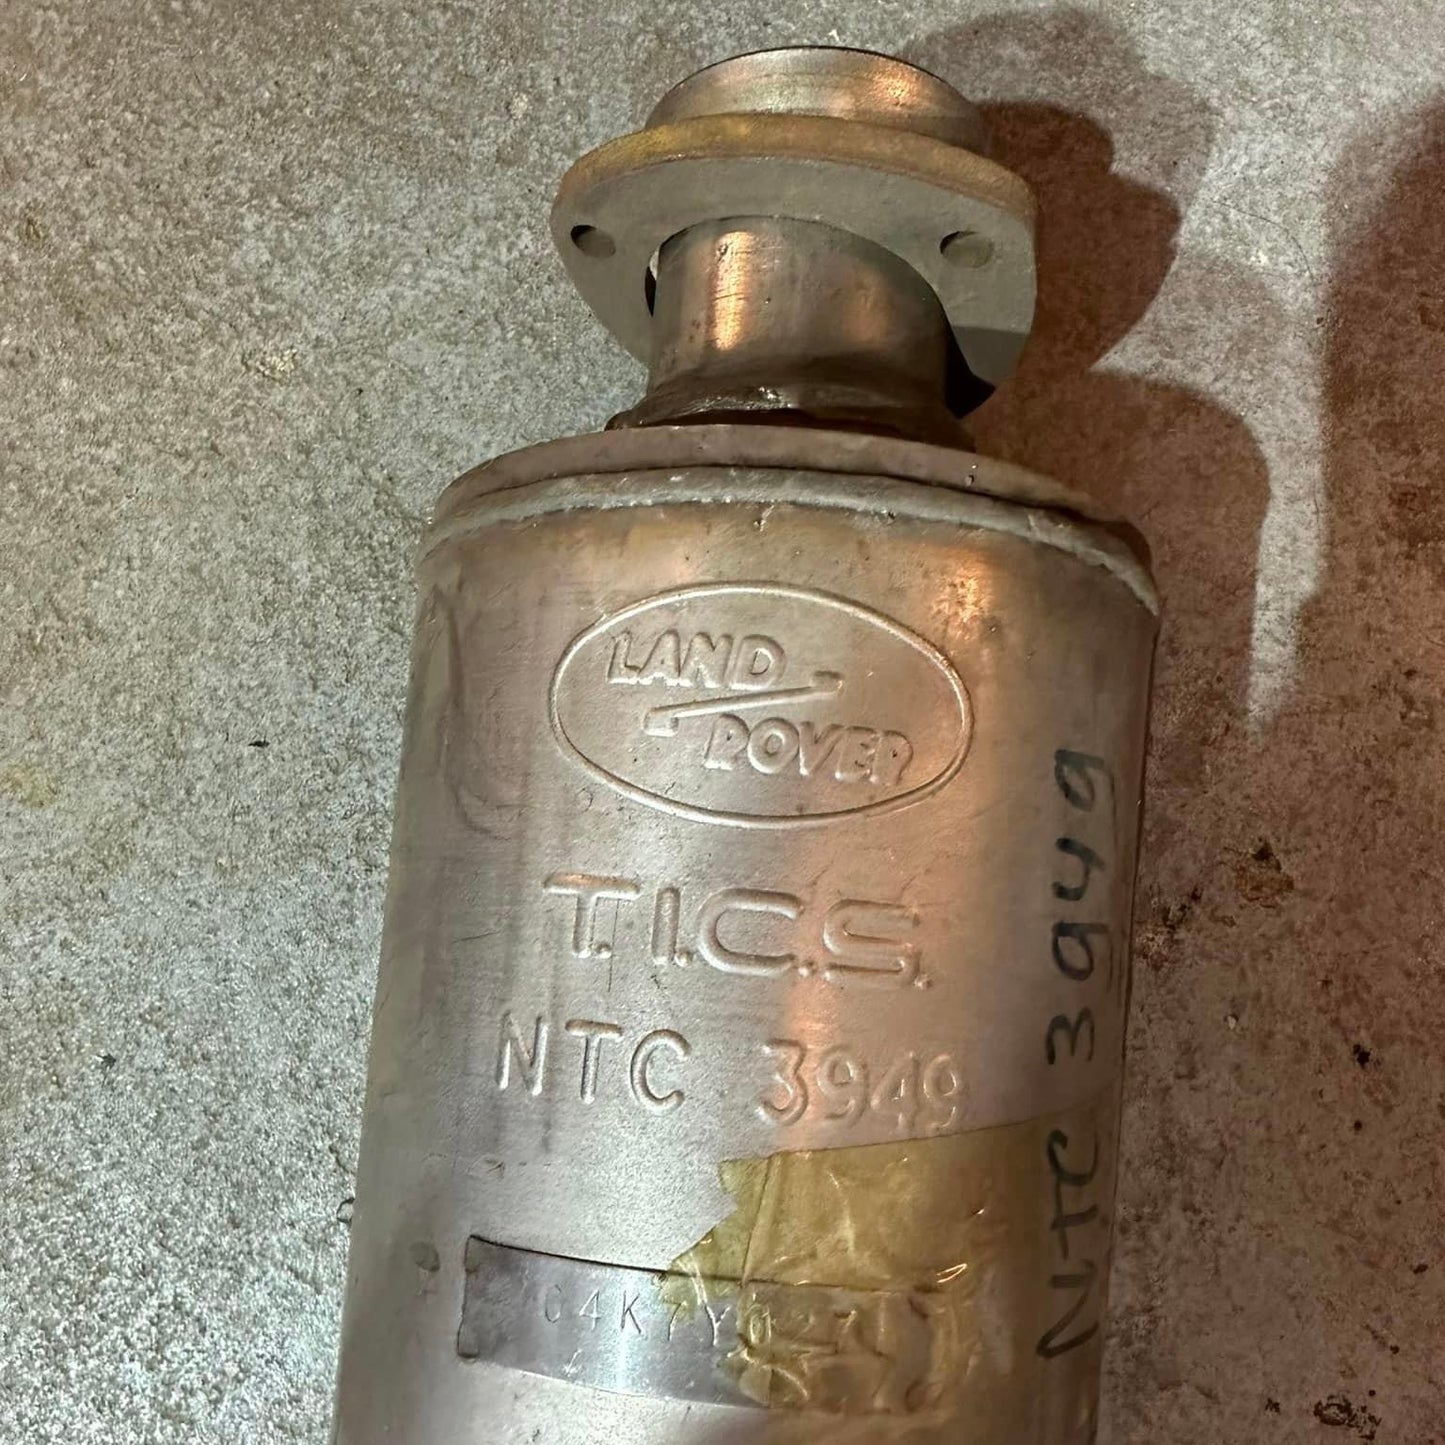 LAND
ROVER
T.I.C.S.
NTC 3949
NTC 3949